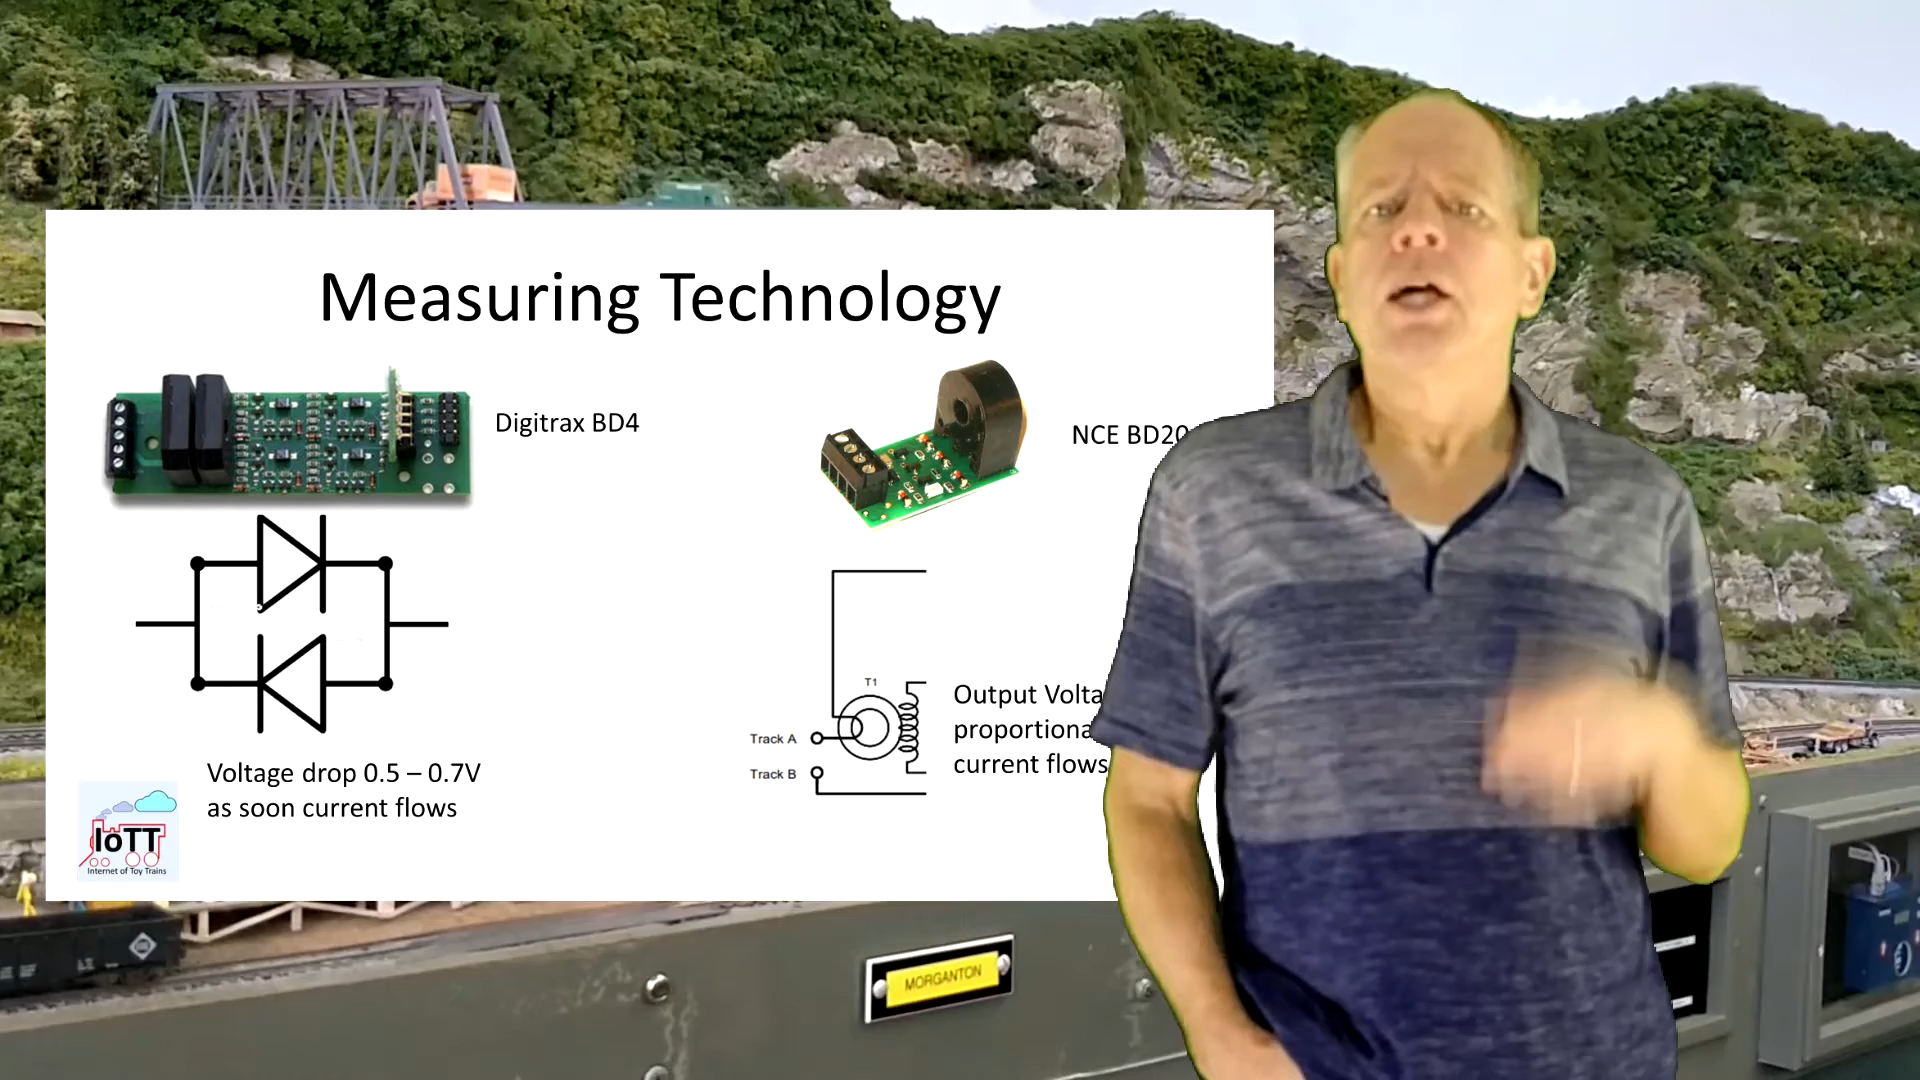 Measuring Technology
Digitrax BD4
NCE BD20
T1
Track A
Track B
Output Volta
proportiona
current flows
Voltage drop 0.5 – 0.7V
as soon current flows
IoTT
Internet of Toy Trains
MORGANTON